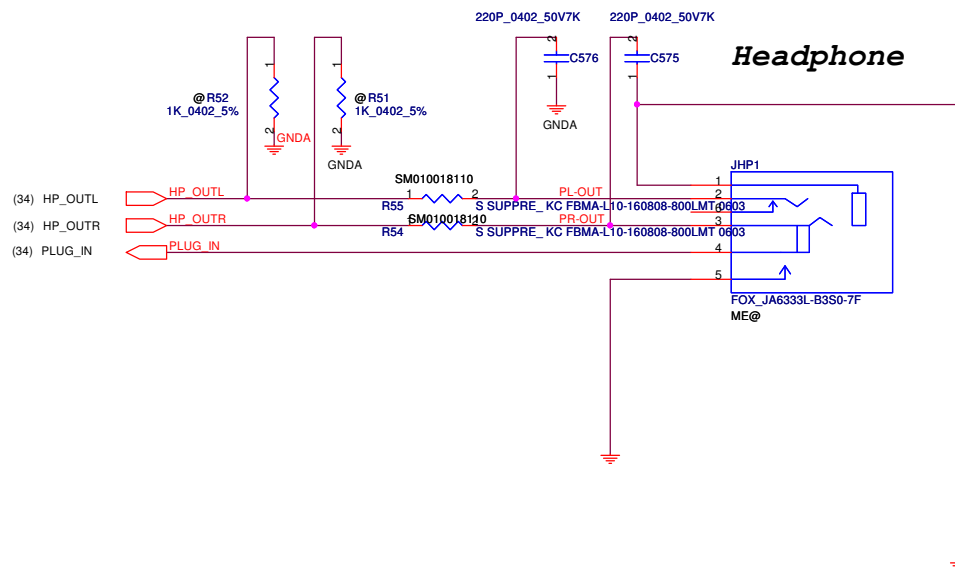 220P_0402_50V7K 220P_0402_50V7K
2 2
C576 C575
Headphone
1 1
1 1
@ R52 @ R51
1K_0402_5% 1K_0402_5%
2 2
GNDA
GNDA
GNDA
SM010018110
(34) HP_OUTL HP_OUTL 1 2 PL-OUT
R55 S SUPPRE_ KC FBMA-L10-160808-800LMT 0603
(34) HP_OUTR HP_OUTR 1 SM010018110 2 PR-OUT
R54 S SUPPRE_ KC FBMA-L10-160808-800LMT 0603
(34) PLUG_IN PLUG_IN
JHP1
1
2
6
3
4
5
FOX_JA6333L-B3S0-7F
ME@